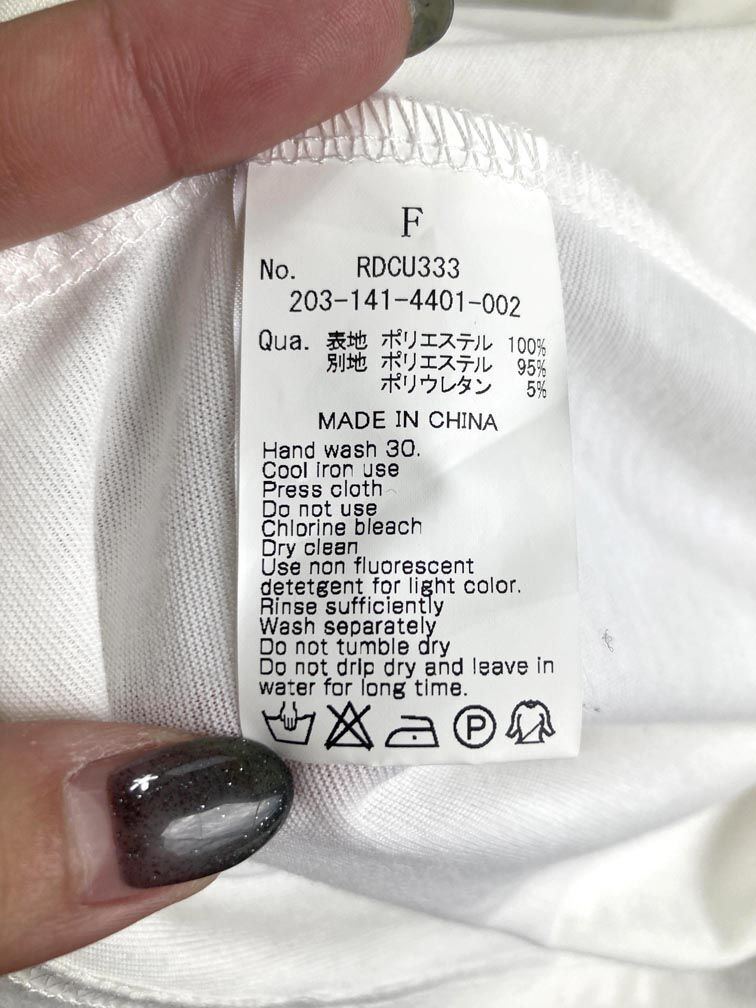 F
No. RDCU333
203-141-4401-002
Qua. 表地 ポリエステル 100%
別地 ポリエステル 95%
ポリウレタン 5%
MADE IN CHINA
Hand wash 30.
Cool iron use
Press cloth
Do not use
Chlorine bleach
Dry clean
Use non fluorescent
detetgent for light color.
Rinse sufficiently
Wash separately
Do not tumble dry
Do not drip dry and leave in
water for long time.
P